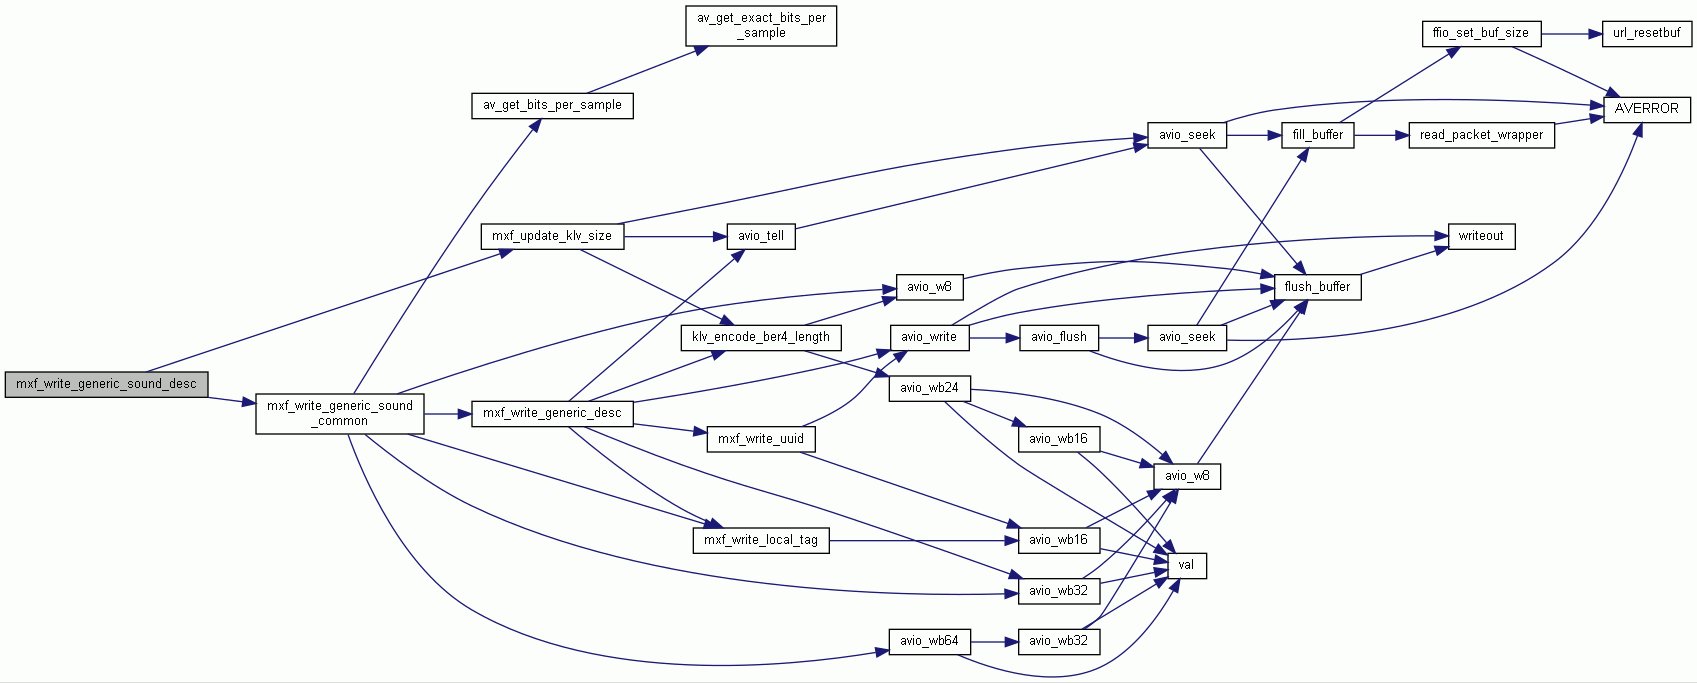 av_get_exact_bits_per
_sample
ffio_set_buf_size
url_resetbuf
av_get_bits_per_sample
AVERROR
avio_seek
fill_buffer
read_packet_wrapper
mxf_update_klv_size
avio_tell
writeout
avio_w8
flush_buffer
klv_encode_ber4_length
avio_write
avio_flush
avio_seek
mxf_write_generic_sound_desc
mxf_write_generic_sound
_common
mxf_write_generic_desc
avio_wb24
mxf_write_uuid
avio_wb16
avio_w8
mxf_write_local_tag
avio_wb16
val
avio_wb32
avio_wb64
avio_wb32